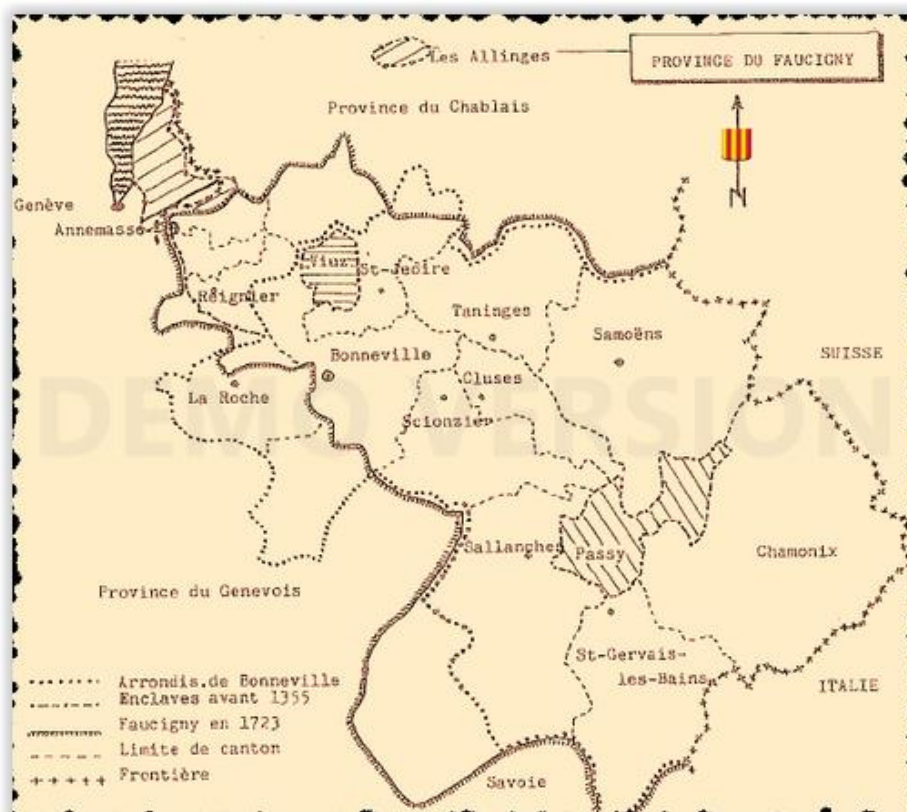 Les Allinges
PROVINCE DU FAUCIGNY
Province du Chablais
N
Genève
Annemasse
Viuz
St-Jeoire
Reignier
Taninges
Samoëns
SUISSE
Bonneville
La Roche
Cluses
Scionzier
DEMO VERSION
Sallanches
Passy
Chamonix
Province du Genevois
St-Gervais-
les-Bains
ITALIE
Arrondis.de Bonneville
Enclaves avant 1355
Faucigny en 1723
Limite de canton
Frontière
Savoie